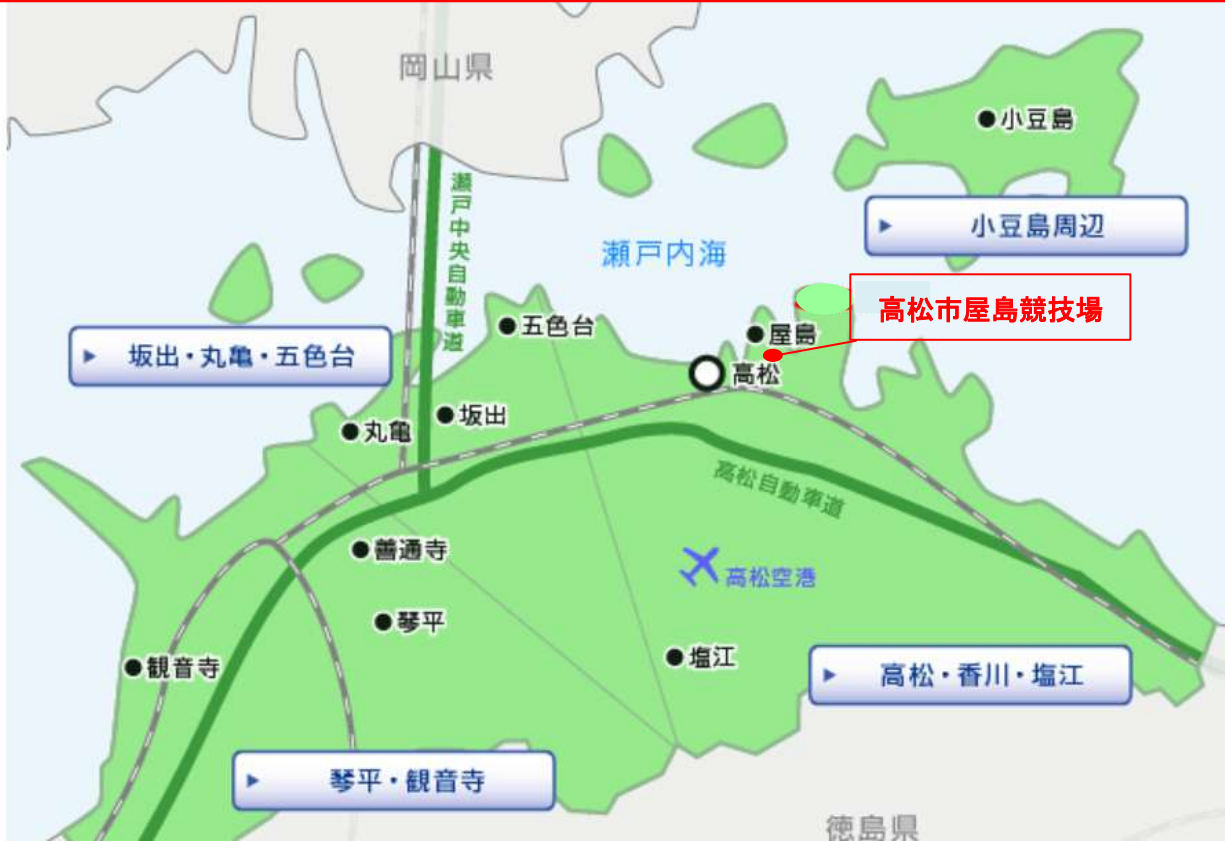 岡山県
小豆島
瀬戸中央自動車道
小豆島周辺
瀬戸内海
高松市屋島競技場
五色台
屋島
坂出・丸亀・五色台
高松
坂出
丸亀
高松自動車道
善通寺
高松空港
琴平
塩江
観音寺
高松・香川・塩江
琴平・観音寺
徳島県